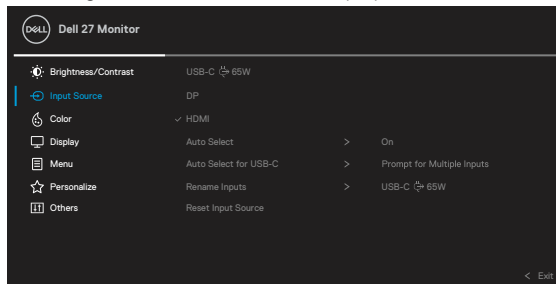 DELL Dell 27 Monitor
Brightness/Contrast USB-C 65W
Input Source DP
Color ✓ HDMI
Display Auto Select > On
Menu Auto Select for USB-C > Prompt for Multiple Inputs
Personalize Rename Inputs > USB-C 65W
Others Reset Input Source
< Exit